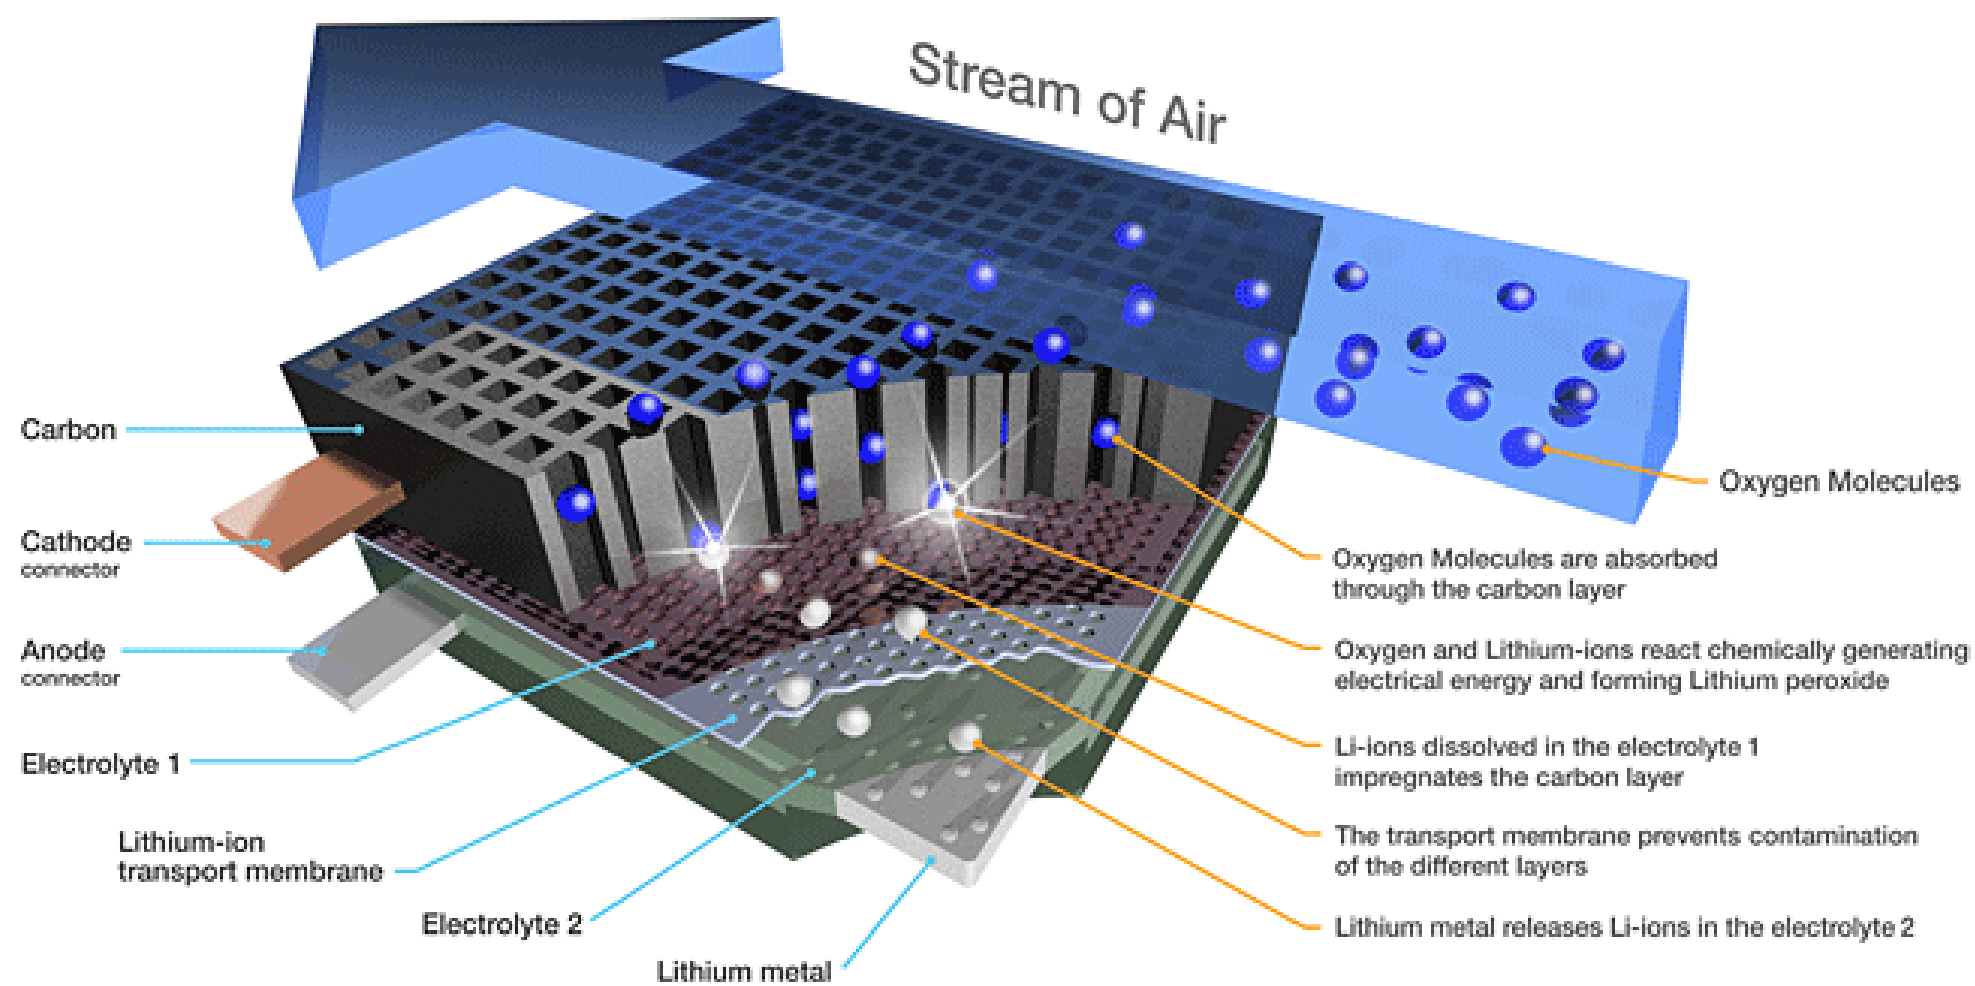 Stream of Air
Carbon
Cathode
connector
Anode
connector
Electrolyte 1
Lithium-ion
transport membrane
Electrolyte 2
Lithium metal
Oxygen Molecules
Oxygen Molecules are absorbed
through the carbon layer
Oxygen and Lithium-ions react chemically generating
electrical energy and forming Lithium peroxide
Li-ions dissolved in the electrolyte 1
impregnates the carbon layer
The transport membrane prevents contamination
of the different layers
Lithium metal releases Li-ions in the electrolyte 2